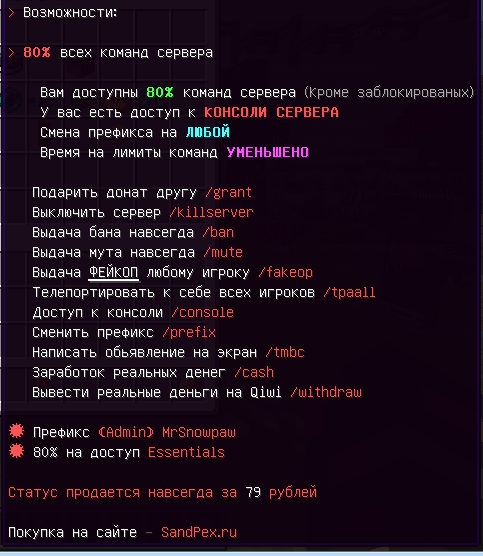 > Возможности:
> 80% всех команд сервера
Вам доступны 80% команд сервера (Кроме заблокированых)
У вас есть доступ к КОНСОЛИ СЕРВЕРА
Смена префикса на ЛЮБОЙ
Время на лимиты команд УМЕНЬШЕНО
Подарить донат другу /grant
Выключить сервер /killserver
Выдача бана навсегда /ban
Выдача мута навсегда /mute
Выдача ФЕЙКОП любому игроку /fakeop
Телепортировать к себе всех игроков /tpaall
Доступ к консоли /console
Сменить префикс /prefix
Написать обьявление на экран /tmbc
Заработок реальных денег /cash
Вывести реальные деньги на Qiwi /withdraw
✹ Префикс (Admin) MrSnowpaw
✹ 80% на доступ Essentials
Статус продается навсегда за 79 рублей
Покупка на сайте - SandPex.ru